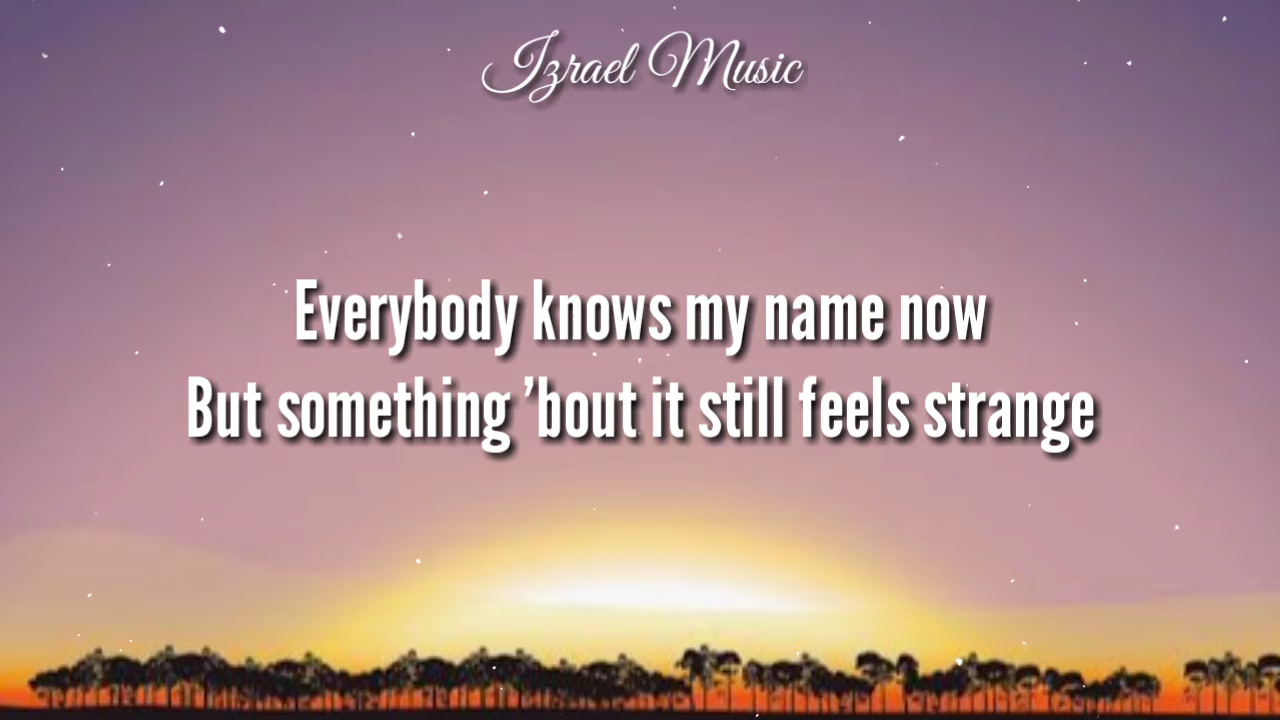 Izrael Music
Everybody knows my name now
But something ’bout it still feels strange